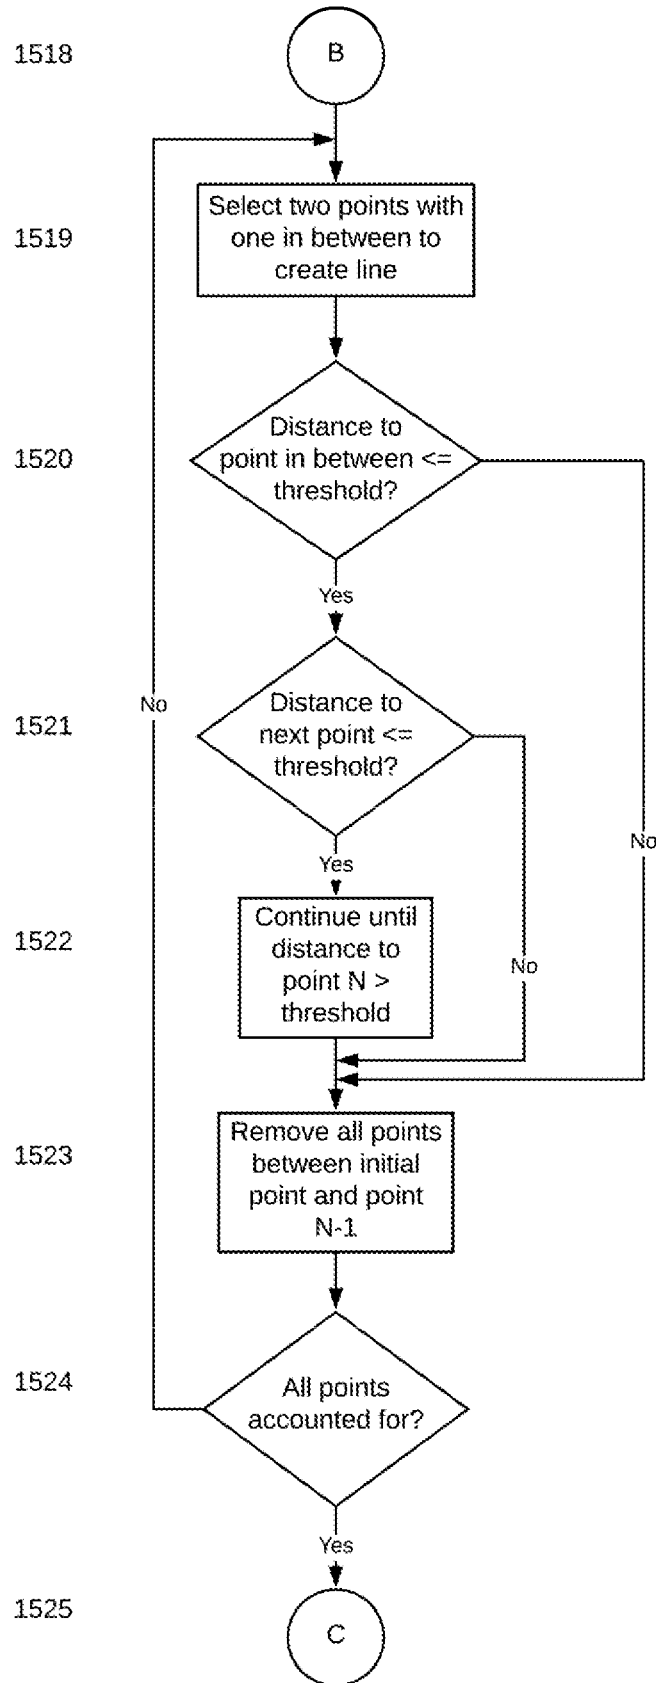 1518
B
1519
Select two points with
one in between to
create line
1520
Distance to
point in between <=
threshold?
Yes
No
1521
Distance to
next point <=
threshold?
No
Yes
1522
Continue until
distance to
point N >
threshold
No
1523
Remove all points
between initial
point and point
N-1
1524
All points
accounted for?
Yes
1525
C